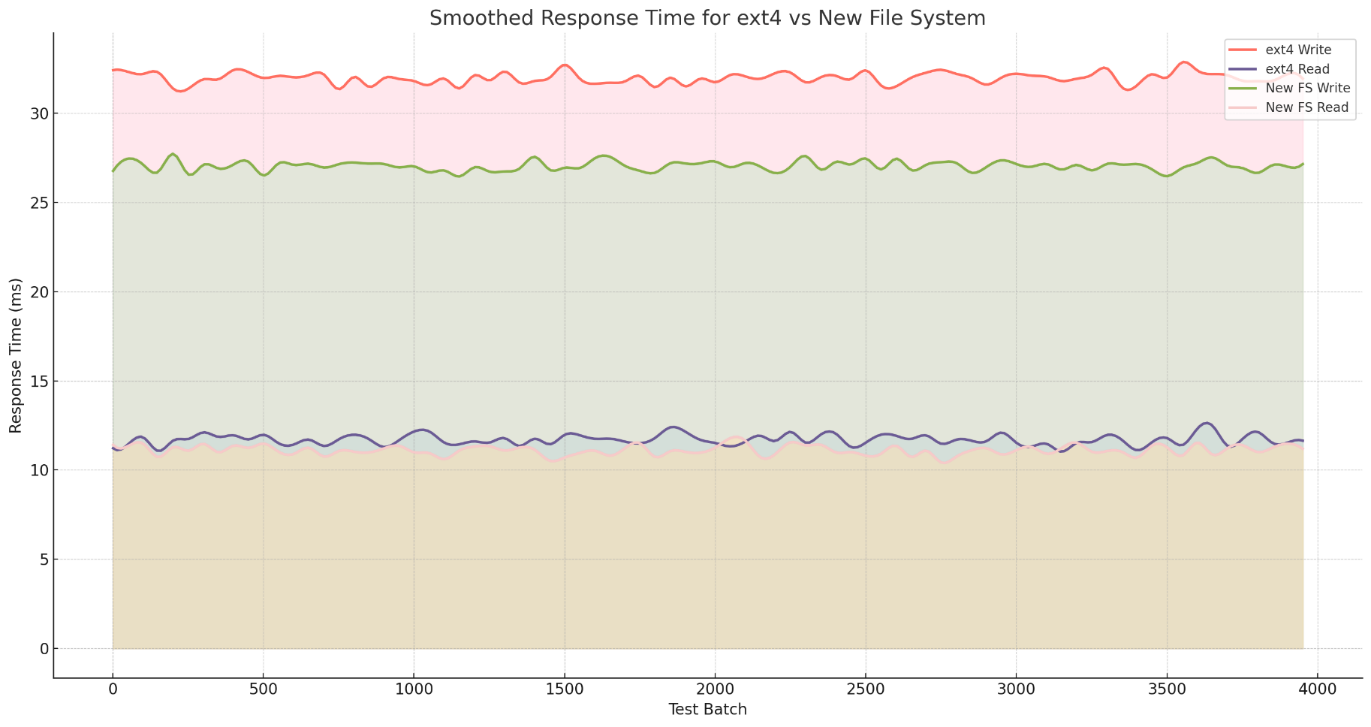 Smoothed Response Time for ext4 vs New File System
ext4 Write
ext4 Read
New FS Write
New FS Read
Response Time (ms)
30
25
20
15
10
5
0
0 500 1000 1500 2000 2500 3000 3500 4000
Test Batch